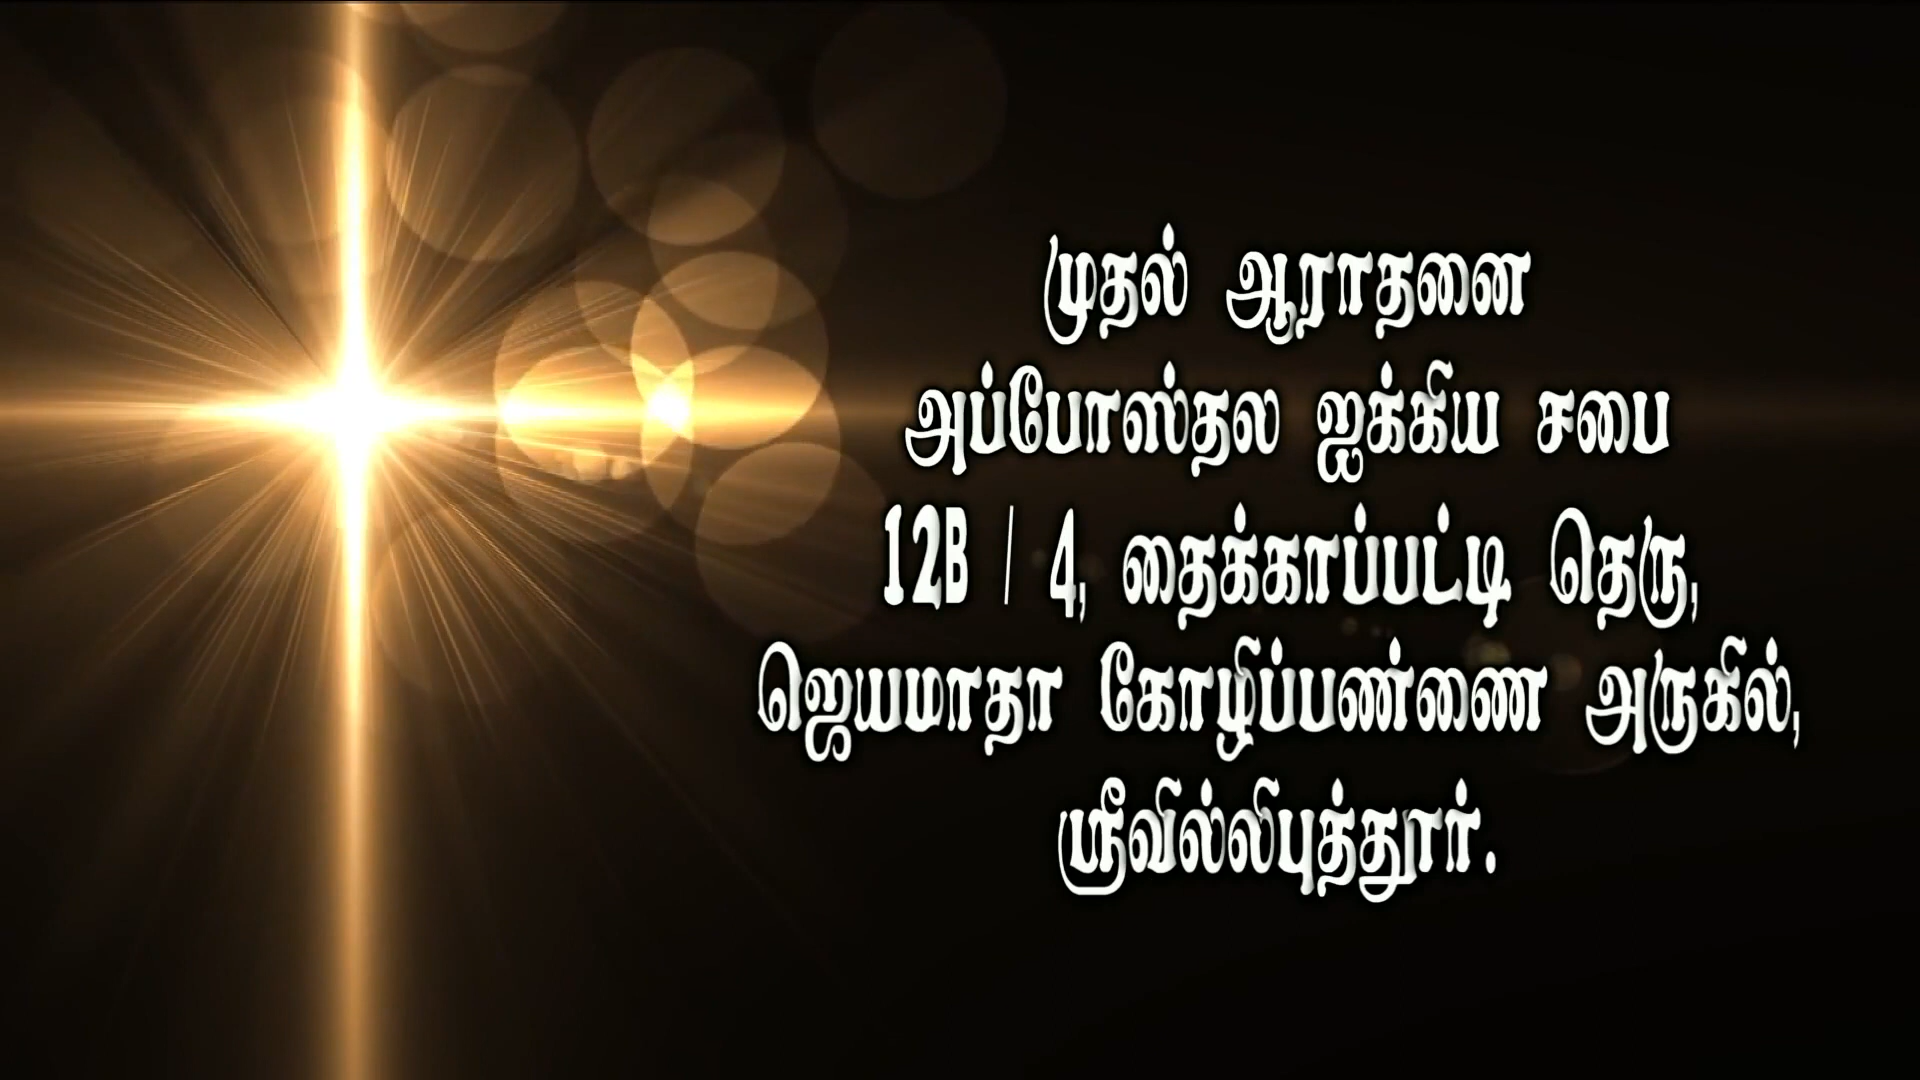 முதல் ஆராதனை
அப்போஸ்தல ஐக்கிய சபை
12B / 4, தைக்காப்பட்டி தெரு,
ஜெயமாதா கோழிப்பண்ணை அருகில்,
ஸ்ரீவில்லிபுத்தூர்.